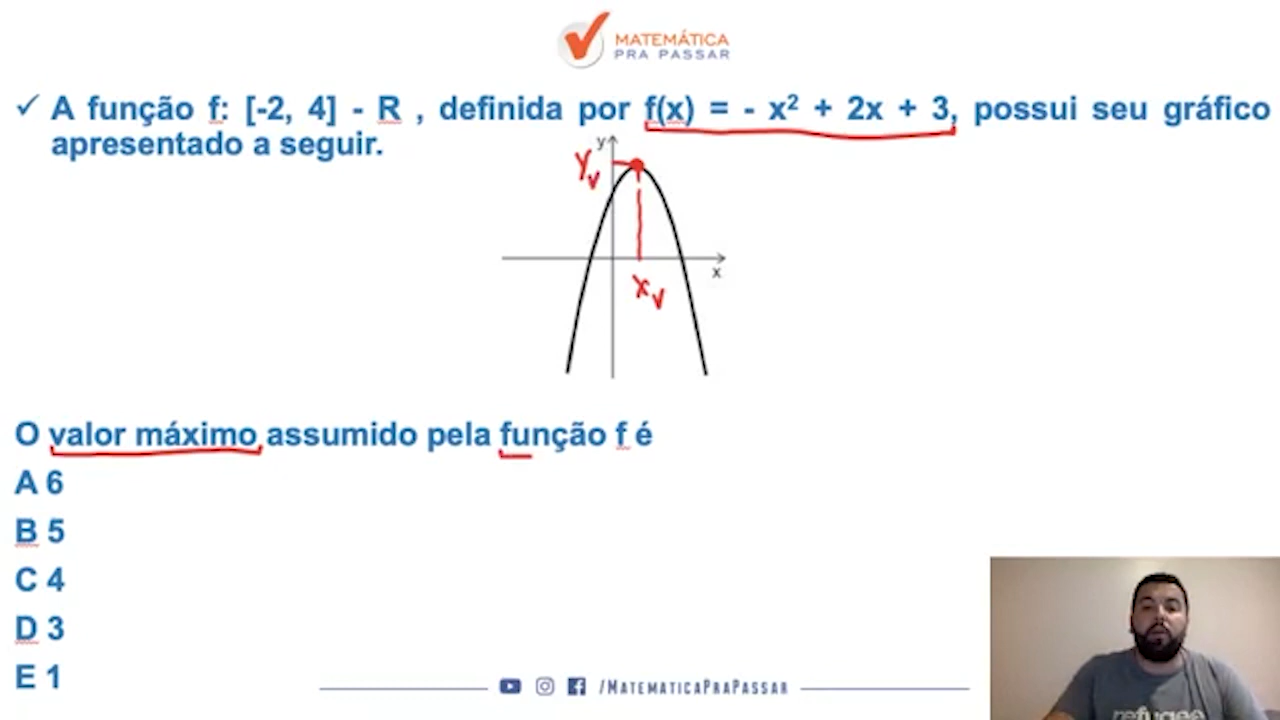 MATEMÁTICA
PRA PASSAR
✓ A função f: [-2, 4] - R , definida por f(x) = - x² + 2x + 3, possui seu gráfico
apresentado a seguir.
y
Yv
x
xv
O valor máximo assumido pela função f é
A 6
B 5
C 4
D 3
E 1
/MATEMATICAPRAPASSAR
refugee